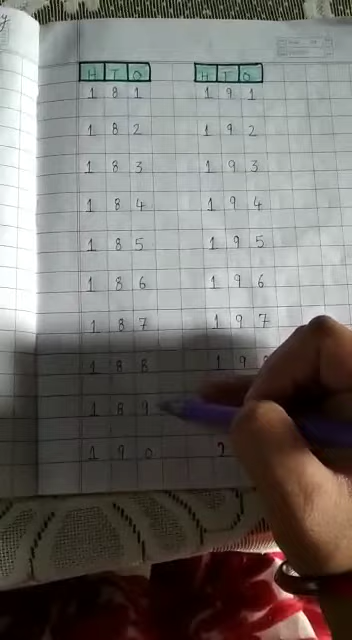 H T O H T O
1 8 1 1 9 1
1 8 2 1 9 2
1 8 3 1 9 3
1 8 4 1 9 4
1 8 5 1 9 5
1 8 6 1 9 6
1 8 7 1 9 7
1 8 8 1 9
1 8 9
1 9 0 2